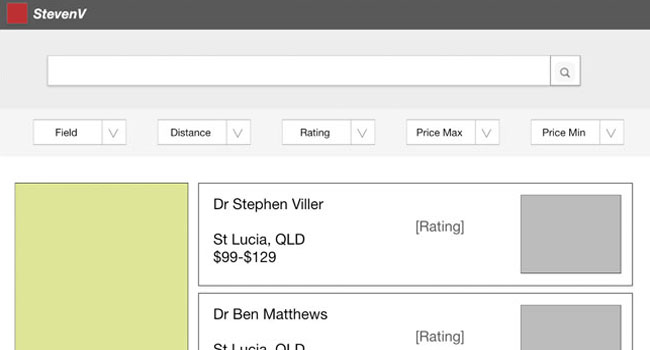 StevenV
Field
Distance
Rating
Price Max
Price Min
Dr Stephen Viller
[Rating]
St Lucia, QLD
$99-$129
Dr Ben Matthews
[Rating]
St Lucia, QLD